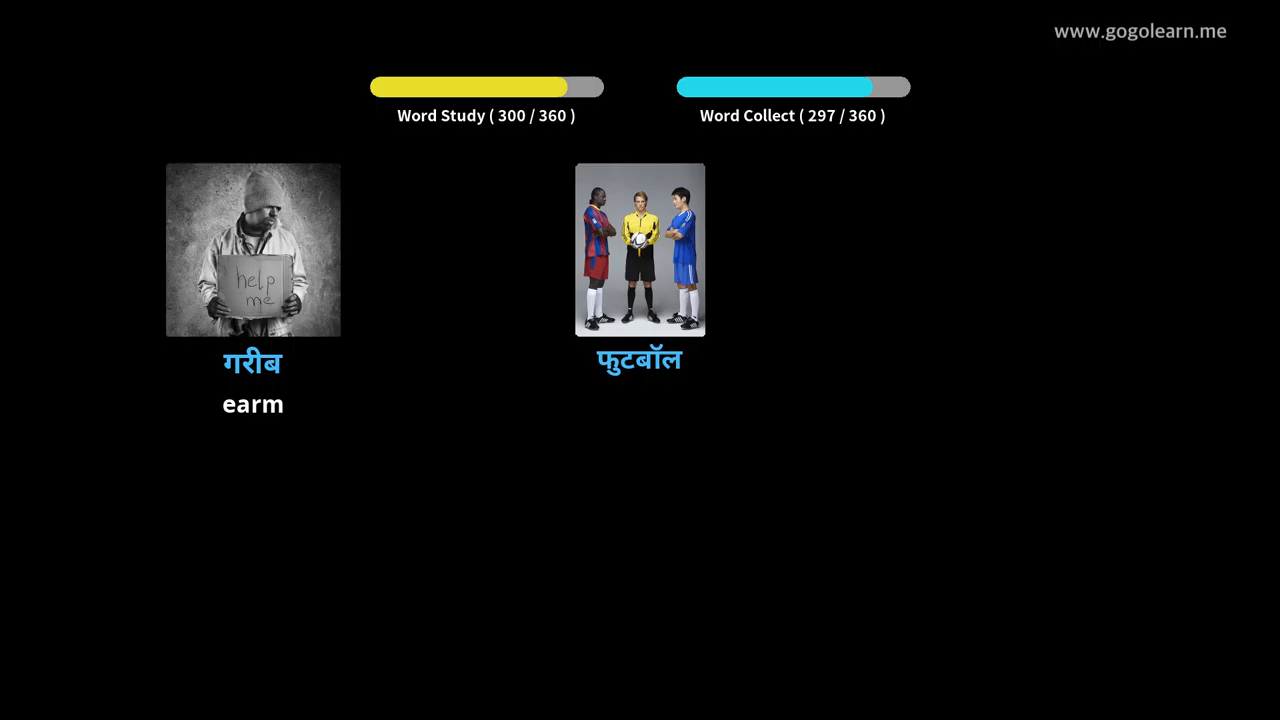 www.gogolearn.me
Word Study ( 300 / 360 )
Word Collect ( 297 / 360 )
help
me
गरीब
earm
फुटबॉल